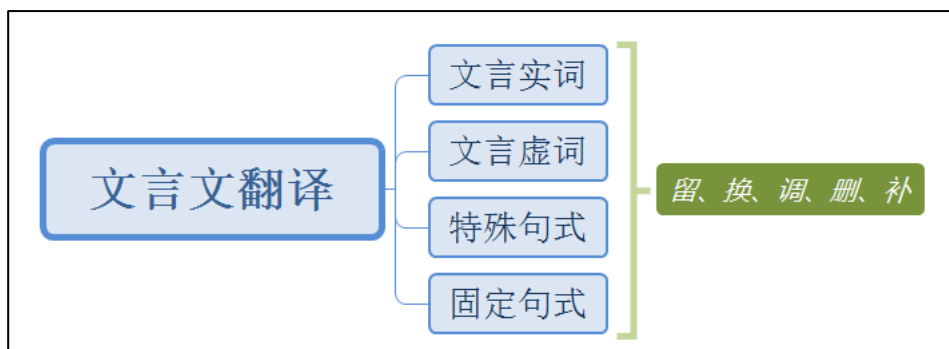 文言文翻译
文言实词
文言虚词
特殊句式
固定句式
留、换、调、删、补